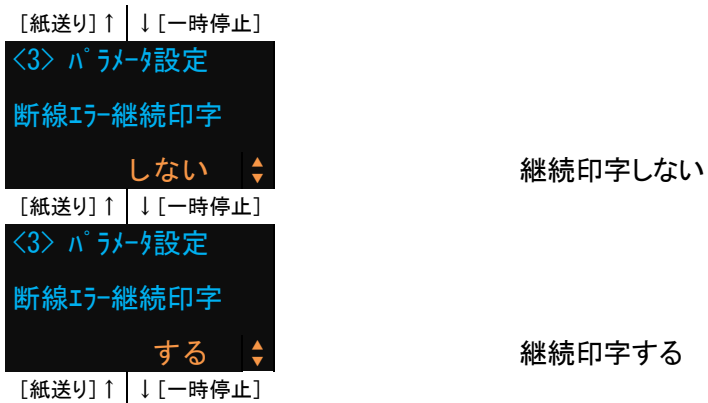 [紙送り]↑ ↓[一時停止]
<3> ﾊﾟﾗﾒｰﾀ設定
断線ｴﾗｰ継続印字
しない 継続印字しない
[紙送り]↑ ↓[一時停止]
<3> ﾊﾟﾗﾒｰﾀ設定
断線ｴﾗｰ継続印字
する 継続印字する
[紙送り]↑ ↓[一時停止]